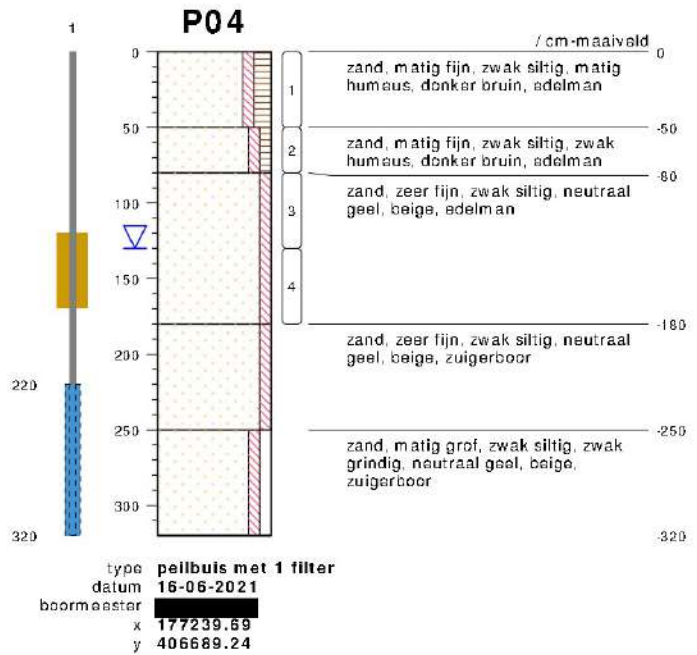 P04
1
/ cm-maaiveld
0
0
zand, matig fijn, zwak siltig, matig
humeus, donker bruin, edelman
1
50
-50
zand, matig fijn, zwak siltig, zwak
humeus, donker bruin, edelman
2
-80
zand, zeer fijn, zwak siltig, neutraal
geel, beige, edelman
3
100
150
4
-180
zand, zeer fijn, zwak siltig, neutraal
geel, beige, zuigerboor
200
220
250
-250
zand, matig grof, zwak siltig, zwak
grindig, neutraal geel, beige,
zuigerboor
300
320
-320
type peilbuis met 1 filter
datum 16-06-2021
boormeester
x 177239.69
y 406689.24